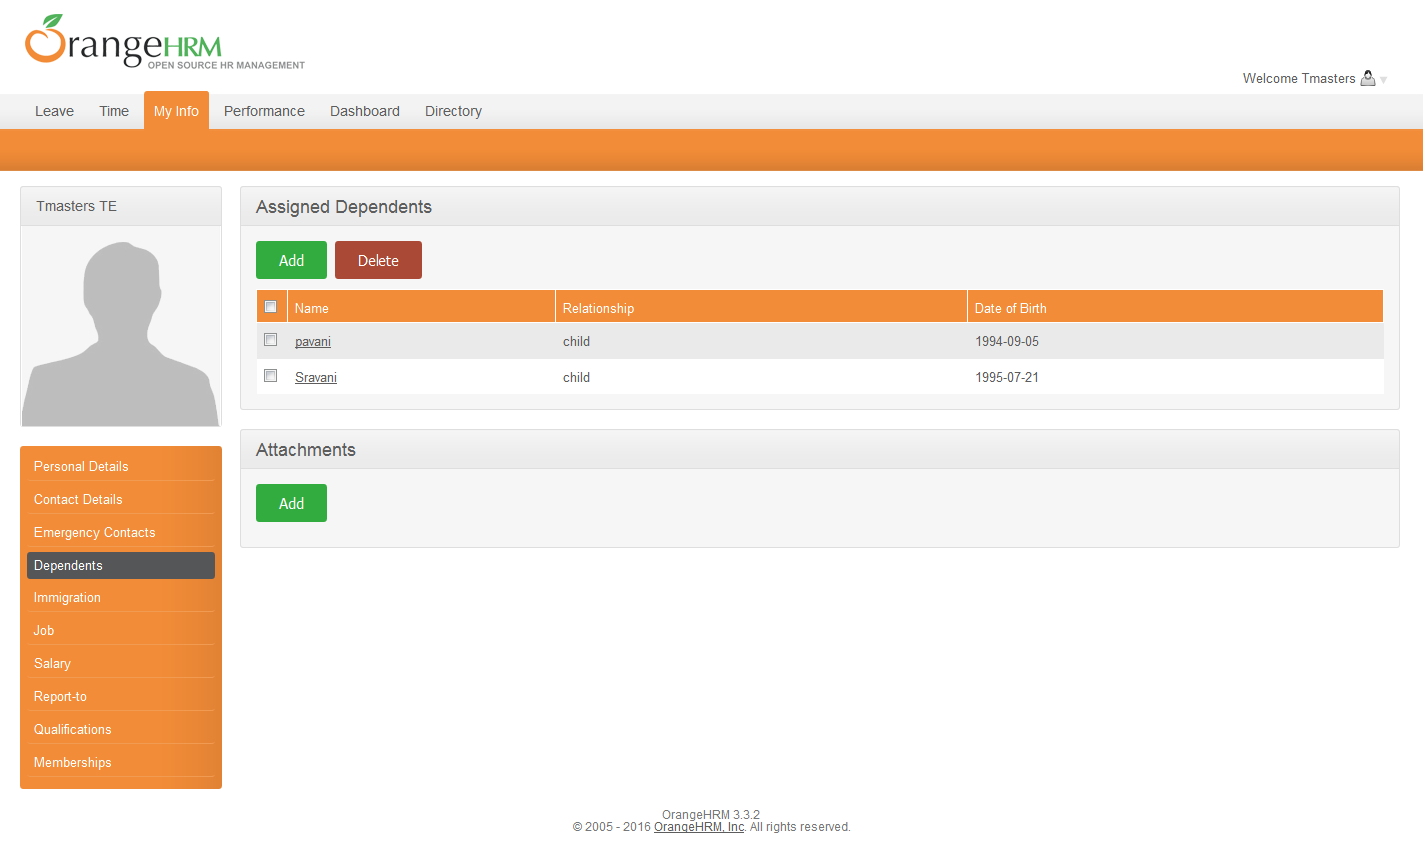 OrangeHRM
OPEN SOURCE HR MANAGEMENT
Welcome Tmasters
Leave Time My Info Performance Dashboard Directory
Tmasters TE
Personal Details
Contact Details
Emergency Contacts
Dependents
Immigration
Job
Salary
Report-to
Qualifications
Memberships
Assigned Dependents
Add Delete
Name Relationship Date of Birth
pavani child 1994-09-05
Sravani child 1995-07-21
Attachments
Add
OrangeHRM 3.3.2
© 2005 - 2016 OrangeHRM, Inc. All rights reserved.